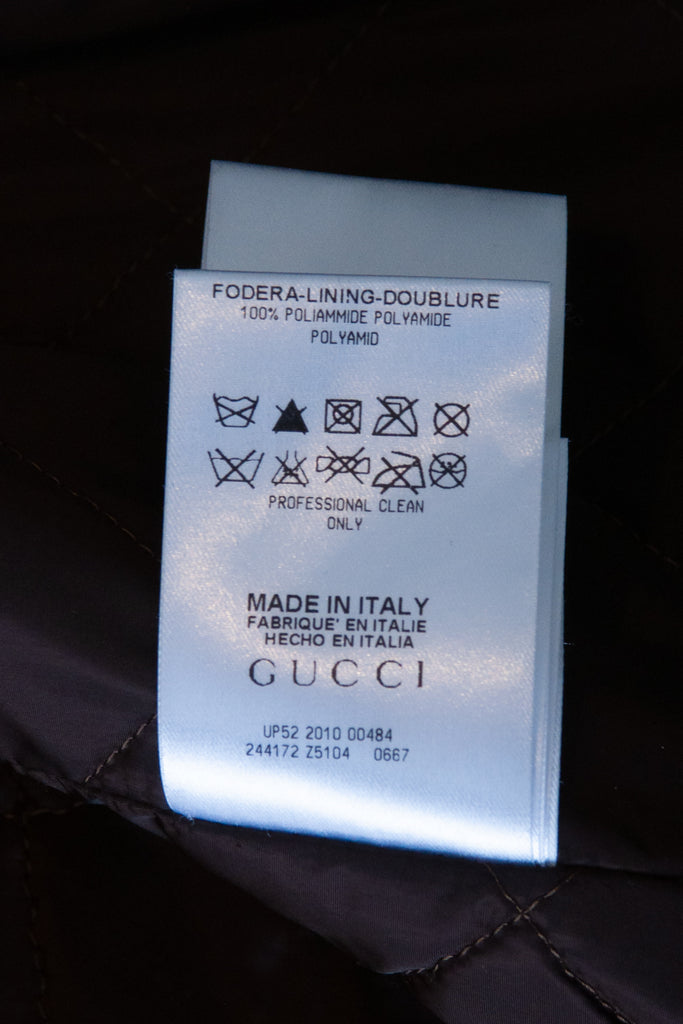 FODERA-LINING-DOUBLURE
100% POLIAMMIDE POLYAMIDE
POLYAMID
PROFESSIONAL CLEAN
ONLY
MADE IN ITALY
FABRIQUE' EN ITALIE
HECHO EN ITALIA
GUCCI
UP52 2010 00484
244172 Z5104 0667